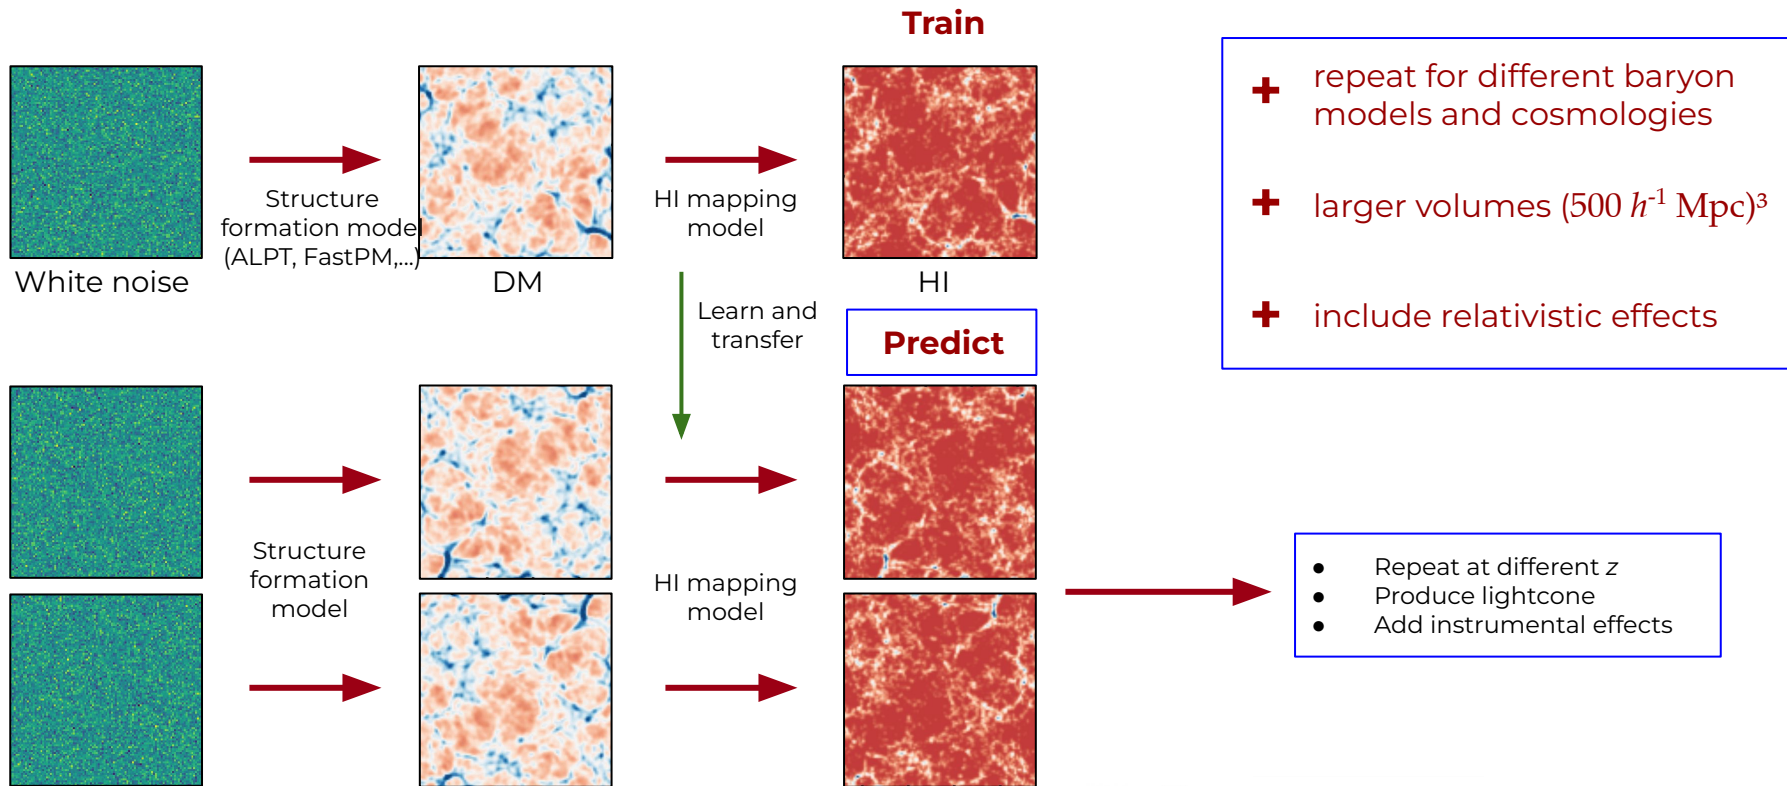 Train
Structure
formation model
(ALPT, FastPM,...)
HI mapping
model
White noise
DM
HI
Learn and
transfer
Predict
Structure
formation
model
HI mapping
model
+ repeat for different baryon
models and cosmologies
+ larger volumes (500 h⁻¹ Mpc)³
+ include relativistic effects
● Repeat at different z
● Produce lightcone
● Add instrumental effects